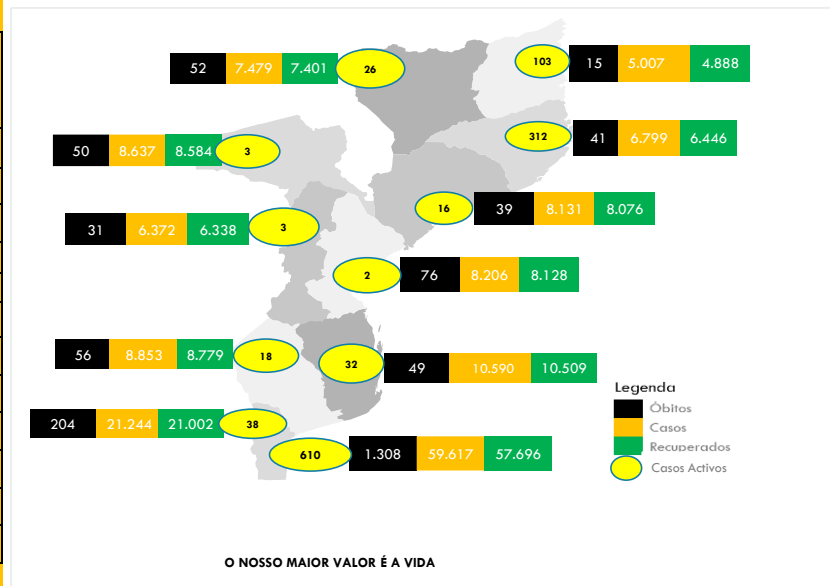 52 7.479 7.401 26
103 15 5.007 4.888
312 41 6.799 6.446
50 8.637 8.584 3
16 39 8.131 8.076
31 6.372 6.338 3
2 76 8.206 8.128
56 8.853 8.779 18
32 49 10.590 10.509
Legenda
Óbitos
Casos
Recuperados
Casos Activos
204 21.244 21.002 38
610 1.308 59.617 57.696
O NOSSO MAIOR VALOR É A VIDA